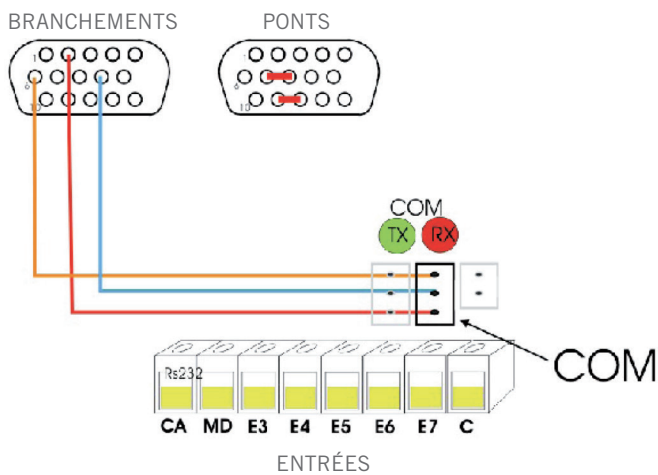 BRANCHEMENTS PONTS
1 1
6 6
10 10
COM
TX RX
COM
Rs232
CA MD E3 E4 E5 E6 E7 C
ENTRÉES